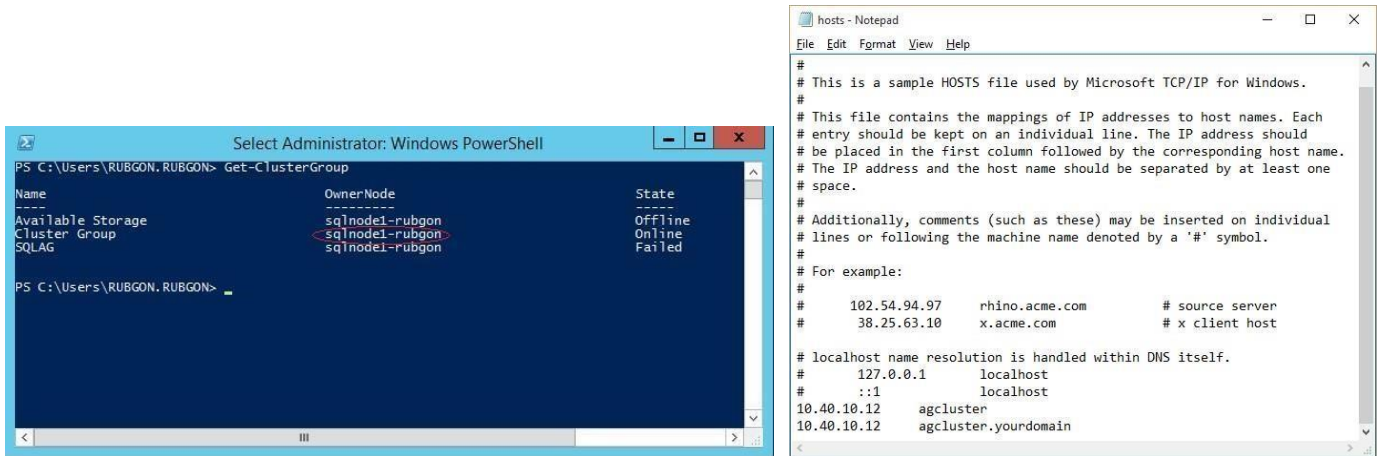 Select Administrator: Windows PowerShell
PS C:\Users\RUBGON.RUBGON> Get-ClusterGroup
Name OwnerNode State
---- --------- -----
Available Storage sqlnode1-rubgon Offline
Cluster Group sqlnode1-rubgon Online
SQLAG sqlnode1-rubgon Failed
PS C:\Users\RUBGON.RUBGON>
hosts - Notepad
File Edit Format View Help
#
# This is a sample HOSTS file used by Microsoft TCP/IP for Windows.
#
# This file contains the mappings of IP addresses to host names. Each
# entry should be kept on an individual line. The IP address should
# be placed in the first column followed by the corresponding host name.
# The IP address and the host name should be separated by at least one
# space.
#
# Additionally, comments (such as these) may be inserted on individual
# lines or following the machine name denoted by a '#' symbol.
#
# For example:
#
# 102.54.94.97 rhino.acme.com # source server
# 38.25.63.10 x.acme.com # x client host
# localhost name resolution is handled within DNS itself.
# 127.0.0.1 localhost
# ::1 localhost
10.40.10.12 agcluster
10.40.10.12 agcluster.yourdomain